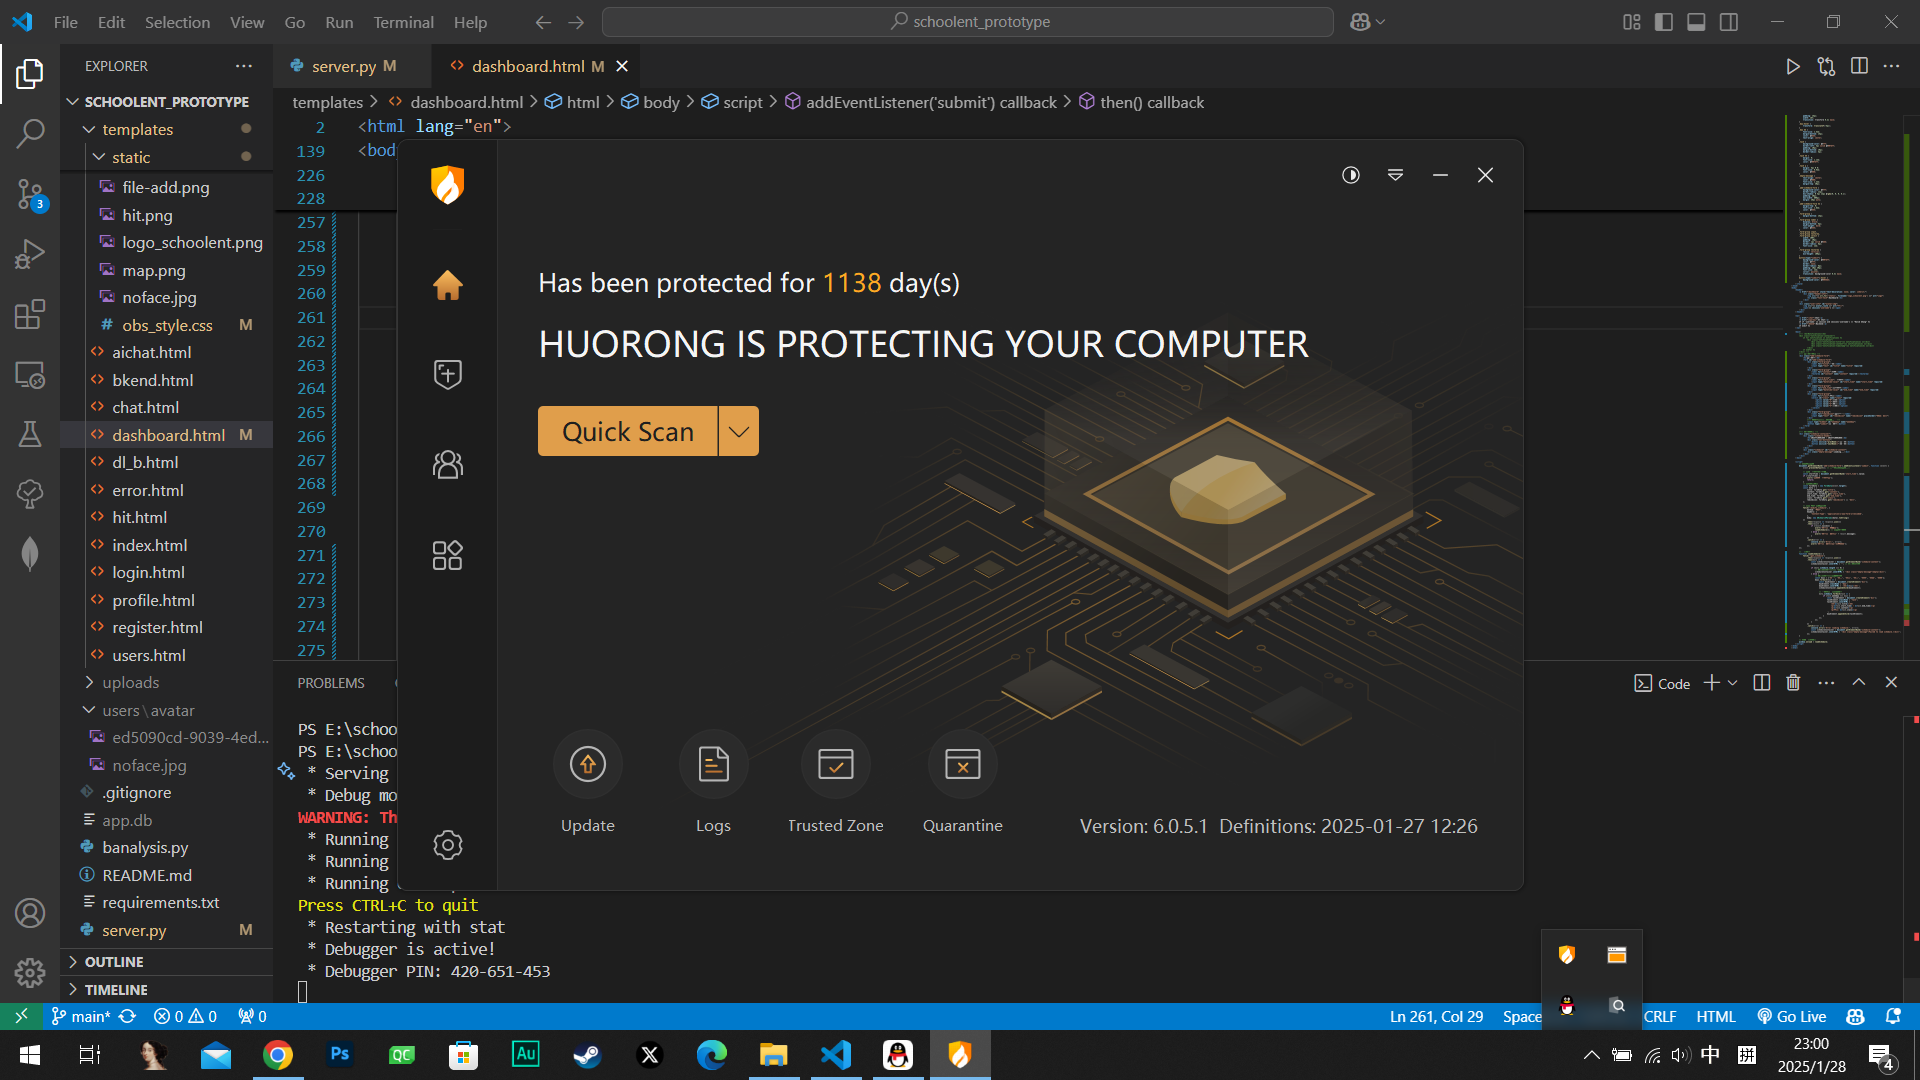 File Edit Selection View Go Run Terminal Help
schoolent_prototype
EXPLORER
server.py M
dashboard.html M
SCHOOLENT_PROTOTYPE
templates
static
file-add.png
hit.png
logo_schoolent.png
map.png
noface.jpg
# obs_style.css M
aichat.html
bkend.html
chat.html
dashboard.html M
dl_b.html
error.html
hit.html
index.html
login.html
profile.html
register.html
users.html
uploads
users\avatar
ed5090cd-9039-4ed...
noface.jpg
.gitignore
app.db
banalysis.py
README.md
requirements.txt
server.py M
OUTLINE
TIMELINE
3
templates > dashboard.html > html > body > script > addEventListener('submit') callback > then() callback
2 <html lang="en">
139 <body
226
228
257
258
259
260
261
262
263
264
265
266
267
268
269
270
271
272
273
274
275
Has been protected for 1138 day(s)
HUORONG IS PROTECTING YOUR COMPUTER
Quick Scan
Update
Logs
Trusted Zone
Quarantine
Version: 6.0.5.1 Definitions: 2025-01-27 12:26
PROBLEMS
Code
PS E:\schoo
PS E:\schoo
* Serving
* Debug mo
WARNING: Th
* Running
* Running
* Running
Press CTRL+C to quit
* Restarting with stat
* Debugger is active!
* Debugger PIN: 420-651-453
main* 0 0 0
Ln 261, Col 29 Space CRLF HTML Go Live
Ps QC Au X
中 拼
23:00
2025/1/28
4